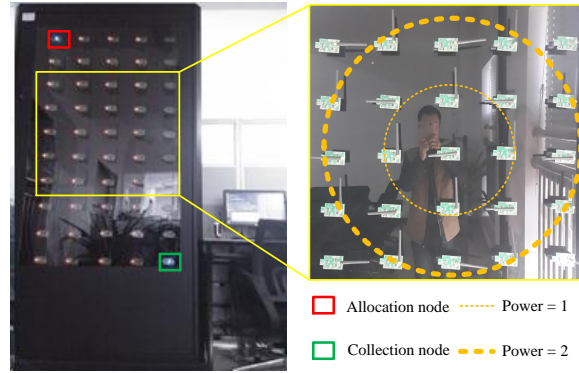 Allocation node
Power = 1
Collection node
Power = 2